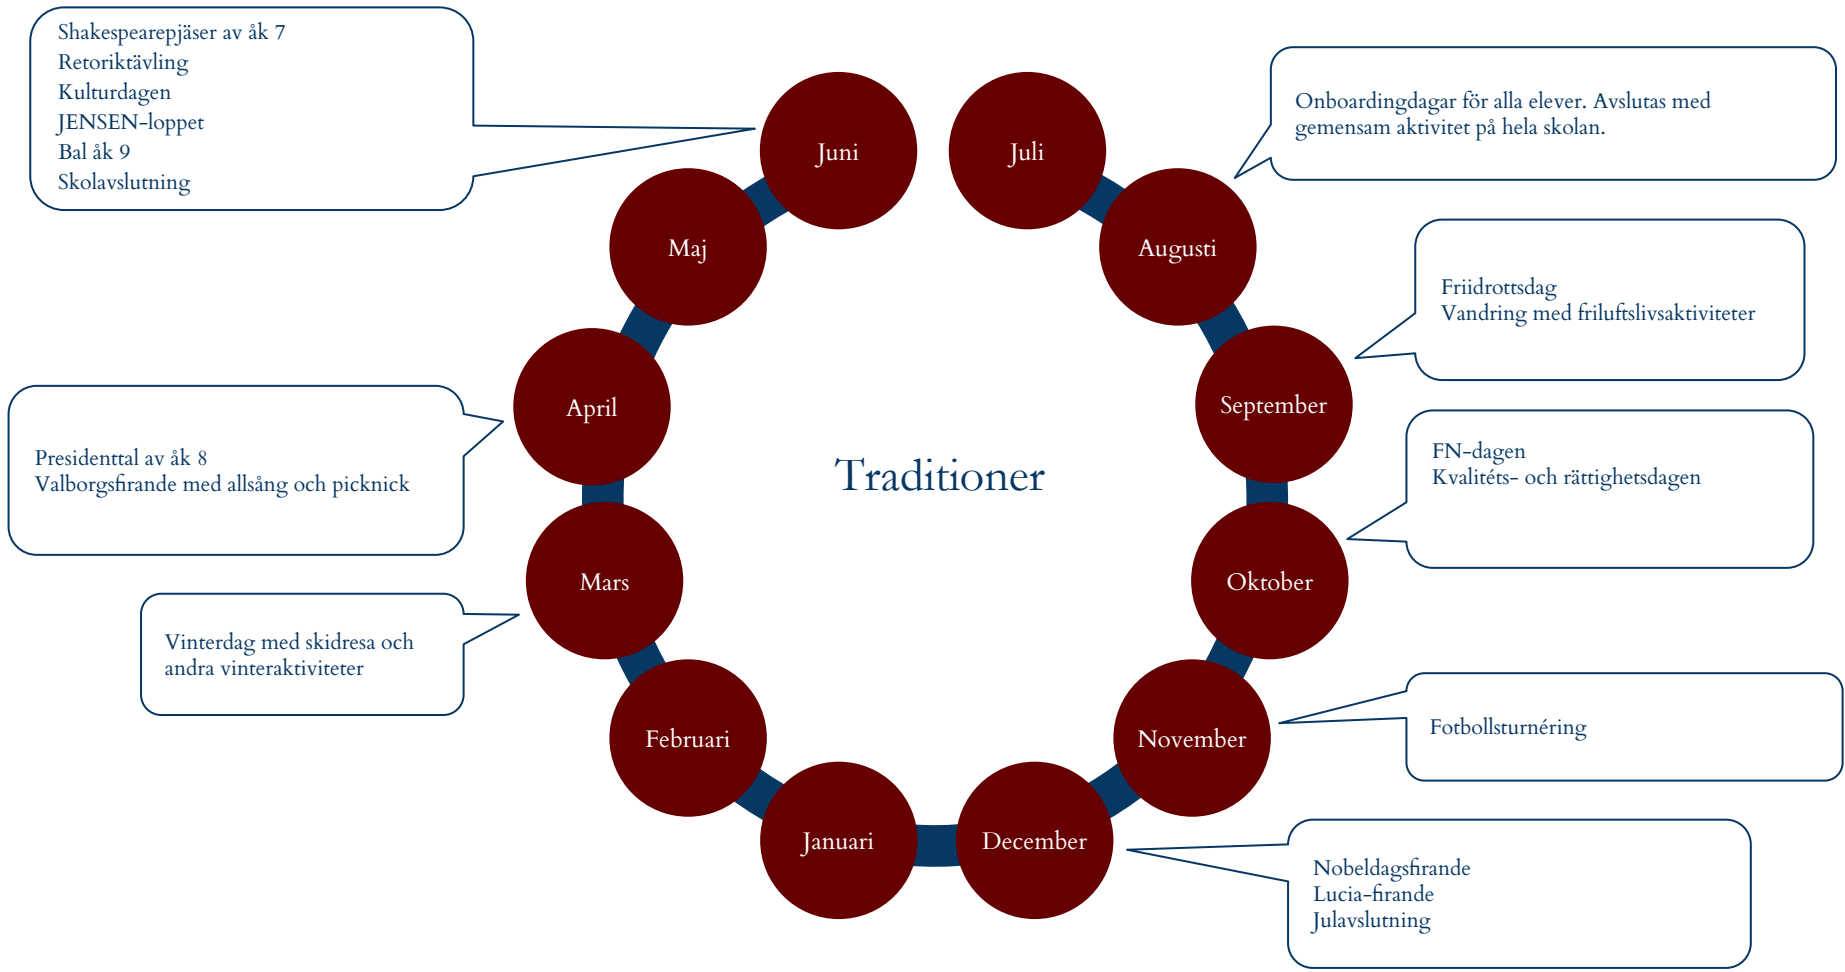 Shakespearepjäser av åk 7
Retoriktävling
Kulturdagen
JENSEN-loppet
Bal åk 9
Skolavslutning
Juni
Juli
Onboardingdagar för alla elever. Avslutas med
gemensam aktivitet på hela skolan.
Maj
Augusti
Friidrottsdag
Vandring med friluftslivsaktiviteter
April
September
Presidenttal av åk 8
Valborgsfirande med allsång och picknick
Traditioner
FN-dagen
Kvalitéts- och rättighetsdagen
Mars
Oktober
Vinterdag med skidresa och
andra vinteraktiviteter
Februari
November
Fotbollsturnéring
Januari
December
Nobeldagsfirande
Lucia-firande
Julavslutning